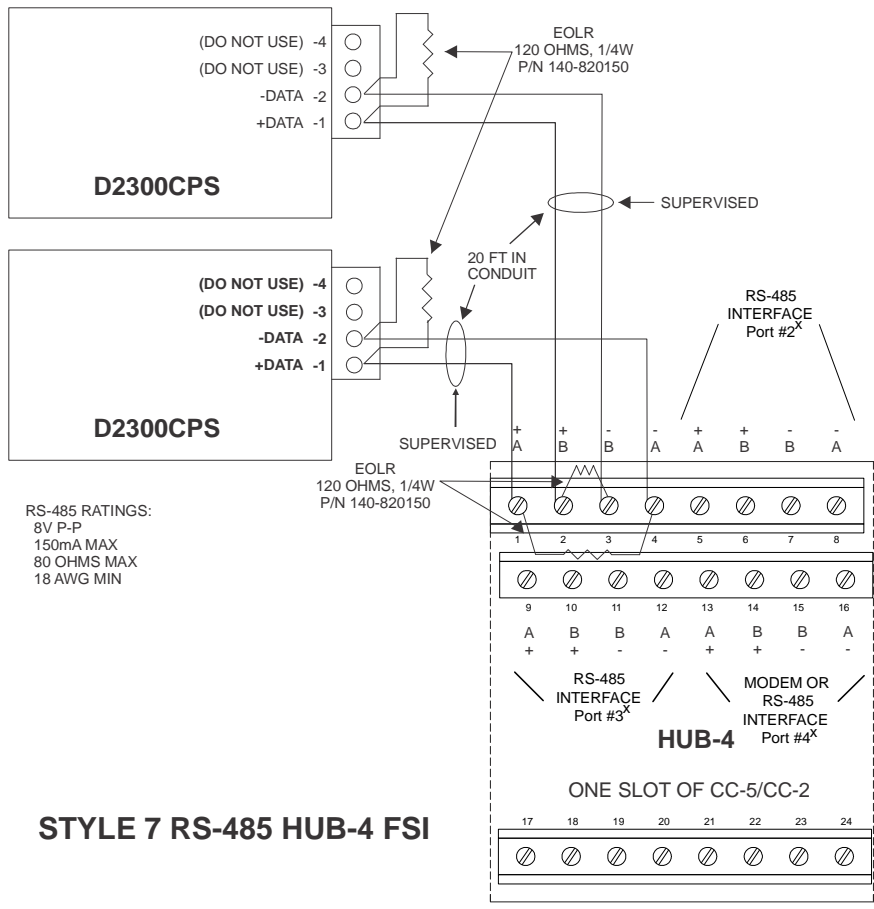 EOLR
120 OHMS, 1/4W
P/N 140-820150
(DO NOT USE) -4
(DO NOT USE) -3
-DATA -2
+DATA -1
D2300CPS
SUPERVISED
20 FT IN
CONDUIT
(DO NOT USE) -4
(DO NOT USE) -3
-DATA -2
+DATA -1
D2300CPS
RS-485
INTERFACE
Port #2X
SUPERVISED
+ + - - + + - -
A B B A A B B A
EOLR
120 OHMS, 1/4W
P/N 140-820150
RS-485 RATINGS:
8V P-P
150mA MAX
80 OHMS MAX
18 AWG MIN
1 2 3 4 5 6 7 8
9 10 11 12 13 14 15 16
A B B A A B B A
+ + - - + + - -
RS-485
INTERFACE
Port #3X
MODEM OR
RS-485
INTERFACE
Port #4X
HUB-4
ONE SLOT OF CC-5/CC-2
STYLE 7 RS-485 HUB-4 FSI
17 18 19 20 21 22 23 24